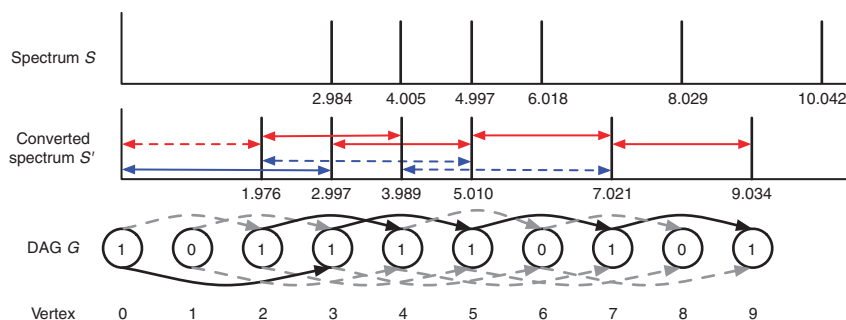 Spectrum S
2.984 4.005 4.997 6.018 8.029 10.042
Converted
spectrum S'
1.976 2.997 3.989 5.010 7.021 9.034
DAG G
1 0 1 1 1 1 0 1 0 1
Vertex 0 1 2 3 4 5 6 7 8 9